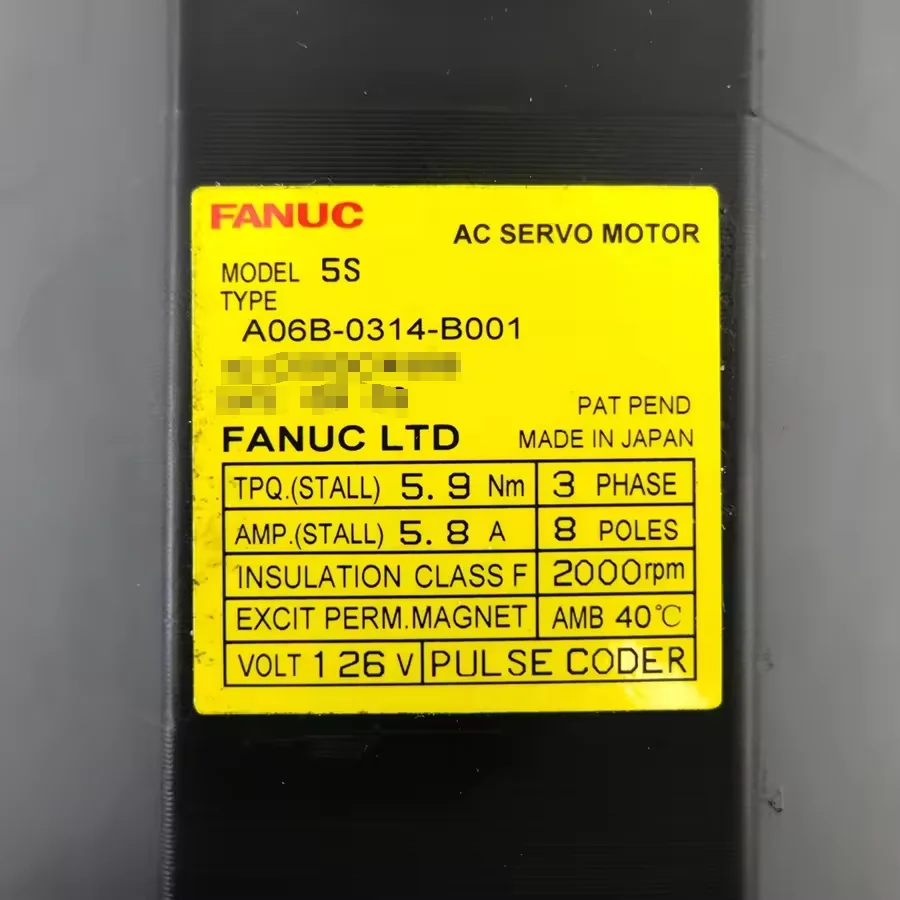 FANUC
AC SERVO MOTOR
MODEL 5S
TYPE
A06B-0314-B001
PAT PEND
FANUC LTD MADE IN JAPAN
TPQ.(STALL) 5.9 Nm 3 PHASE
AMP.(STALL) 5.8 A 8 POLES
INSULATION CLASS F 2000rpm
EXCIT PERM.MAGNET AMB 40℃
VOLT 126 V PULSE CODER